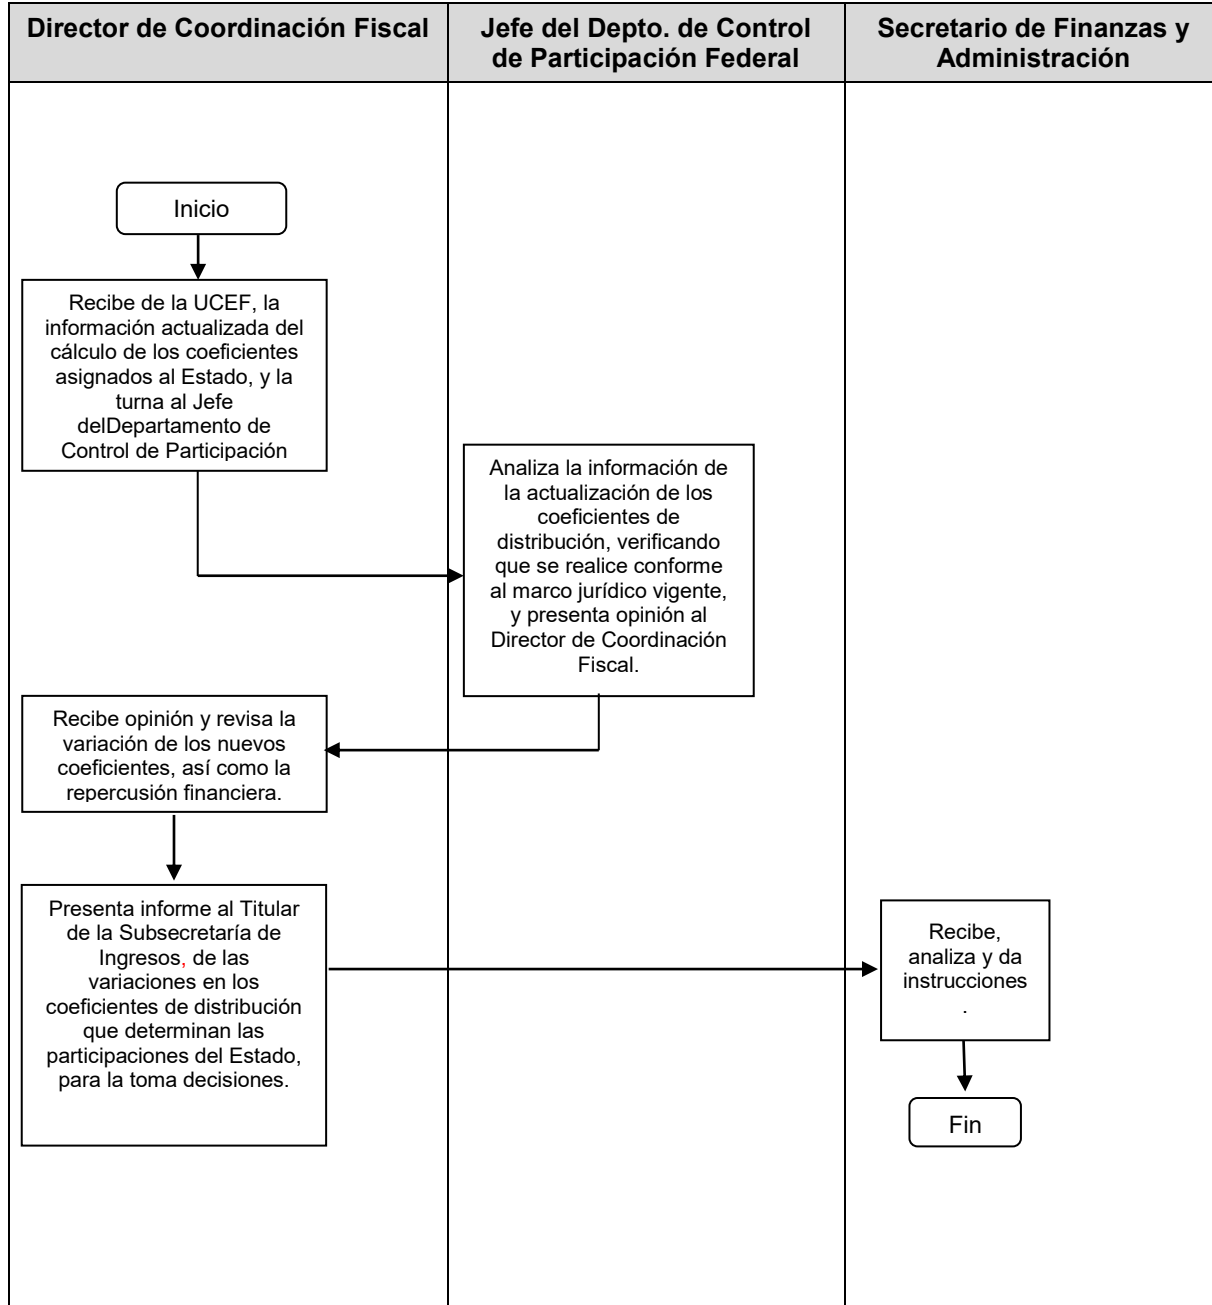 Director de Coordinación Fiscal
Jefe del Depto. de Control
de Participación Federal
Secretario de Finanzas y
Administración
Inicio
Recibe de la UCEF, la
información actualizada del
cálculo de los coeficientes
asignados al Estado, y la
turna al Jefe
delDepartamento de
Control de Participación
Analiza la información de
la actualización de los
coeficientes de
distribución, verificando
que se realice conforme
al marco jurídico vigente,
y presenta opinión al
Director de Coordinación
Fiscal.
Recibe opinión y revisa la
variación de los nuevos
coeficientes, así como la
repercusión financiera.
Presenta informe al Titular
de la Subsecretaría de
Ingresos, de las
variaciones en los
coeficientes de distribución
que determinan las
participaciones del Estado,
para la toma decisiones.
Recibe,
analiza y da
instrucciones
.
Fin